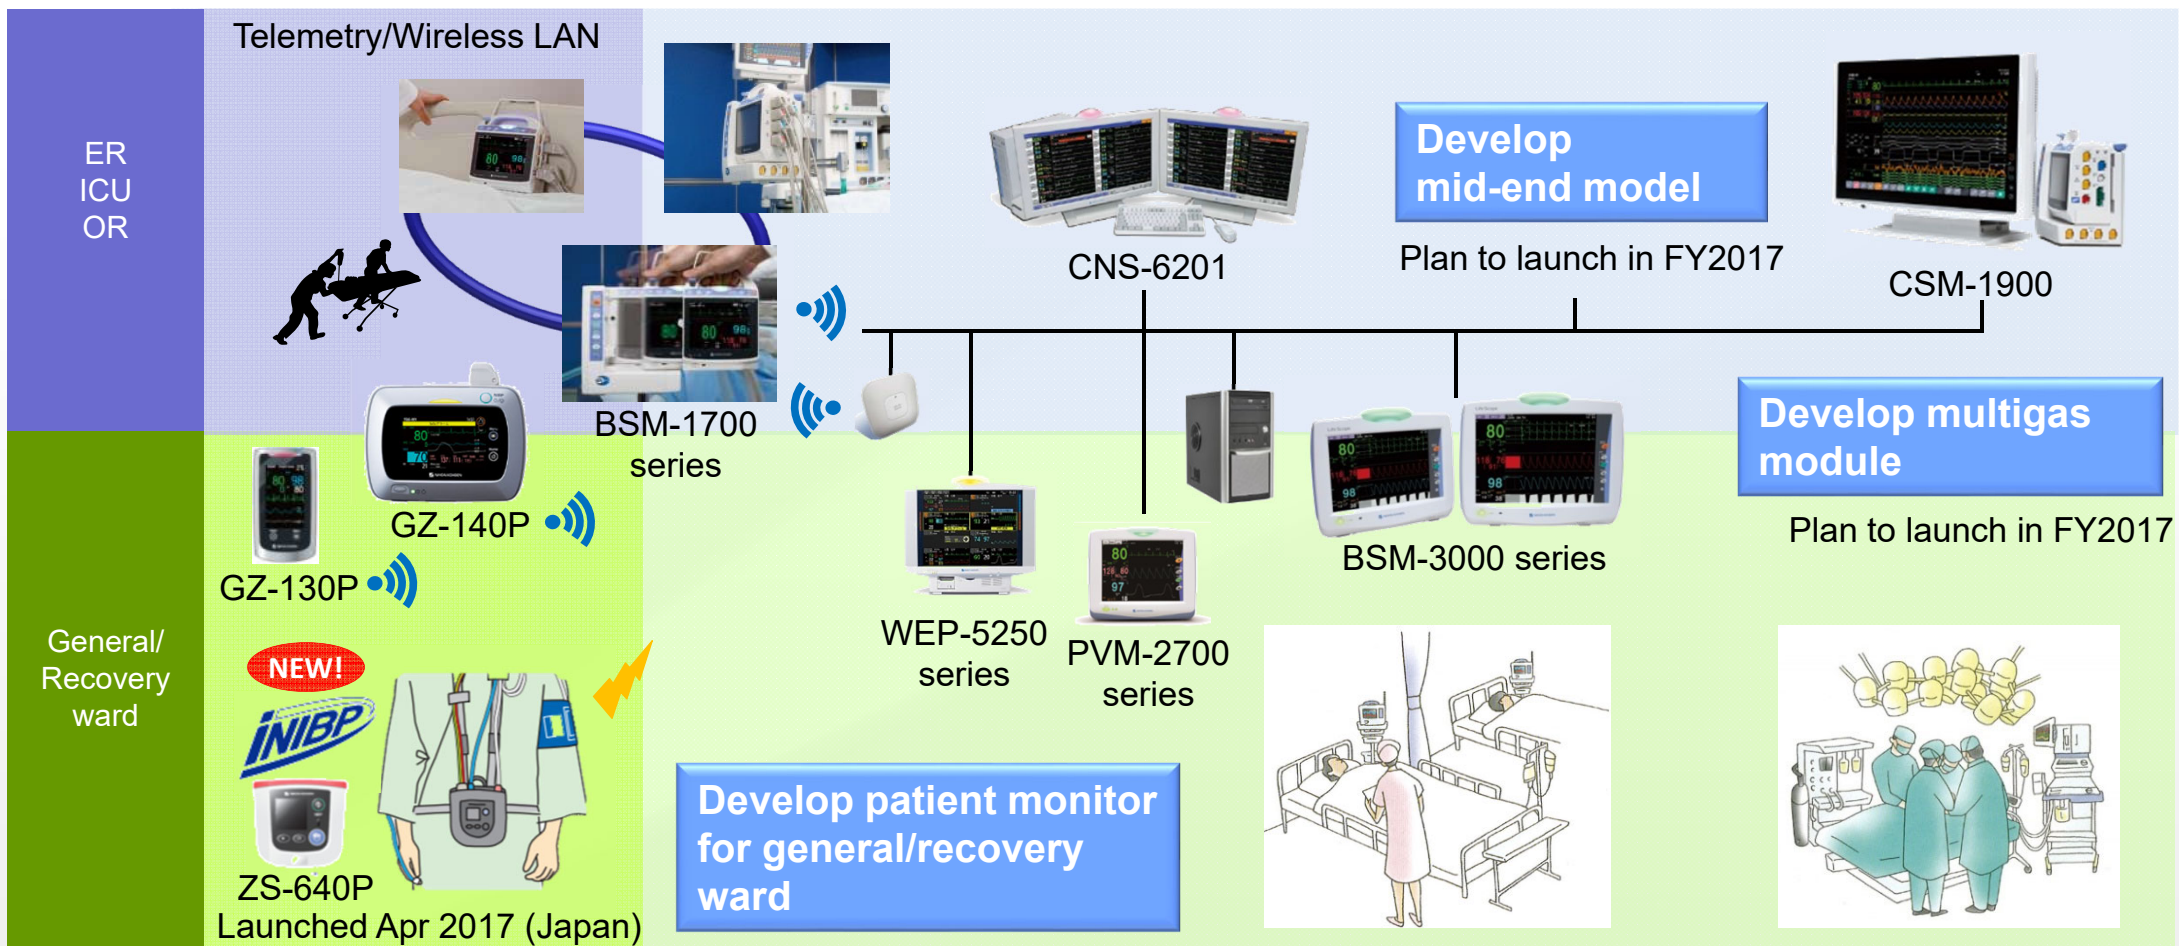 Telemetry/Wireless LAN
ER
ICU
OR
Develop
mid-end model
Plan to launch in FY2017
CNS-6201
CSM-1900
BSM-1700
series
GZ-140P
GZ-130P
Develop multigas
module
Plan to launch in FY2017
BSM-3000 series
WEP-5250
series
PVM-2700
series
General/
Recovery
ward
NEW!
iNIBP
ZS-640P
Launched Apr 2017 (Japan)
Develop patient monitor
for general/recovery
ward